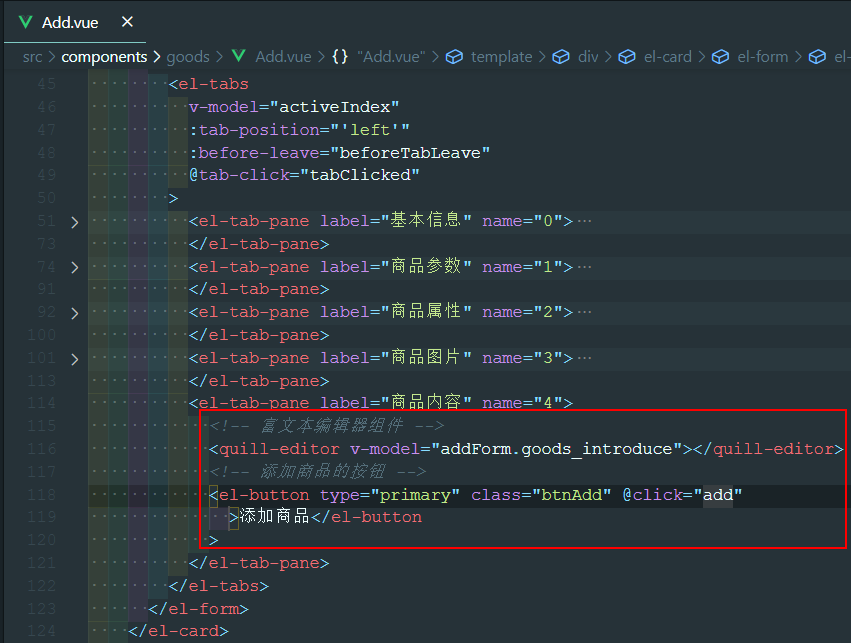 Add.vue ×
src > components > goods > Add.vue > {} "Add.vue" > template > div > el-card > el-form > el-
45 <el-tabs
46 v-model="activeIndex"
47 :tab-position="'left'"
48 :before-leave="beforeTabLeave"
49 @tab-click="tabClicked"
50 >
51 > <el-tab-pane label="基本信息" name="0">…
73 </el-tab-pane>
74 > <el-tab-pane label="商品参数" name="1">…
91 </el-tab-pane>
92 > <el-tab-pane label="商品属性" name="2">…
100 </el-tab-pane>
101 > <el-tab-pane label="商品图片" name="3">…
113 </el-tab-pane>
114 <el-tab-pane label="商品内容" name="4">
115 <!-- 富文本编辑器组件 -->
116 <quill-editor v-model="addForm.goods_introduce"></quill-editor>
117 <!-- 添加商品的按钮 -->
118 <el-button type="primary" class="btnAdd" @click="add"
119 >添加商品</el-button
120 >
121 </el-tab-pane>
122 </el-tabs>
123 </el-form>
124 </el-card>